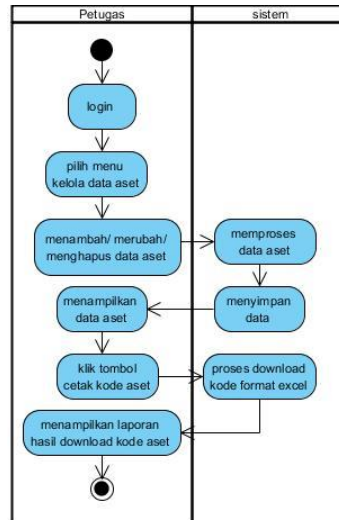 Petugas
sistem
login
pilih menu
kelola data aset
menambah/ merubah/
menghapus data aset
memproses
data aset
menyimpan
data
menampilkan
data aset
klik tombol
cetak kode aset
proses download
kode format excel
menampilkan laporan
hasil download kode aset